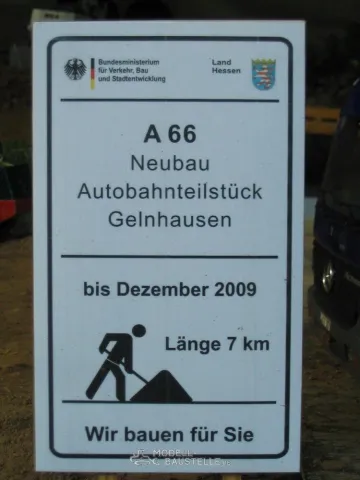 Bundesministerium
für Verkehr, Bau
und Stadtentwicklung
Land
Hessen
A 66
Neubau
Autobahnteilstück
Gelnhausen
bis Dezember 2009
Länge 7 km
Wir bauen für Sie
MODELL
BAUSTELLE